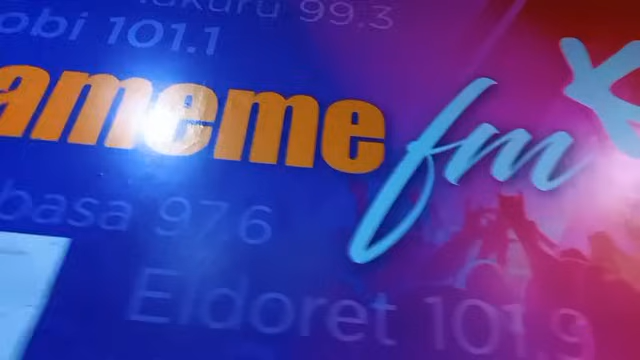 akuru 99.3
obi 101.1
ameme fm
basa 97.6
Eldoret 101.9